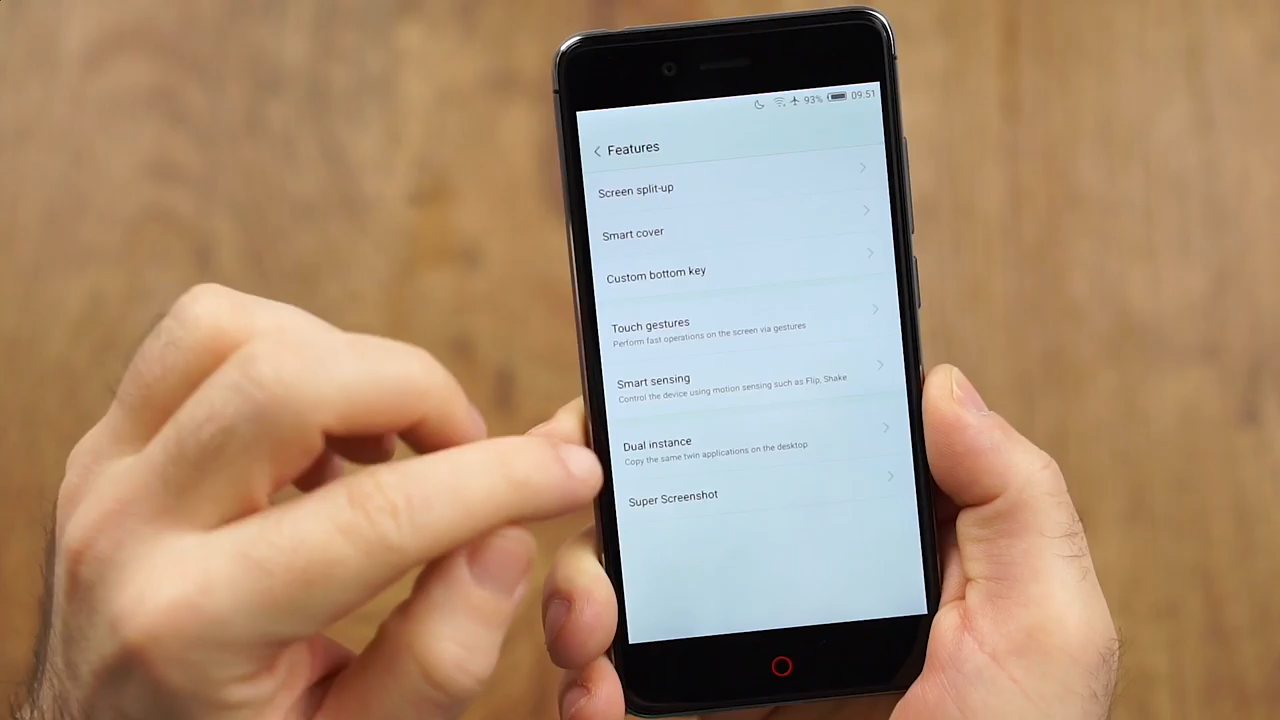 93% 09:51
Features
Screen split-up
Smart cover
Custom bottom key
Touch gestures
Perform fast operations on the screen via gestures
Smart sensing
Control the device using motion sensing such as Flip, Shake
Dual instance
Copy the same twin applications on the desktop
Super Screenshot